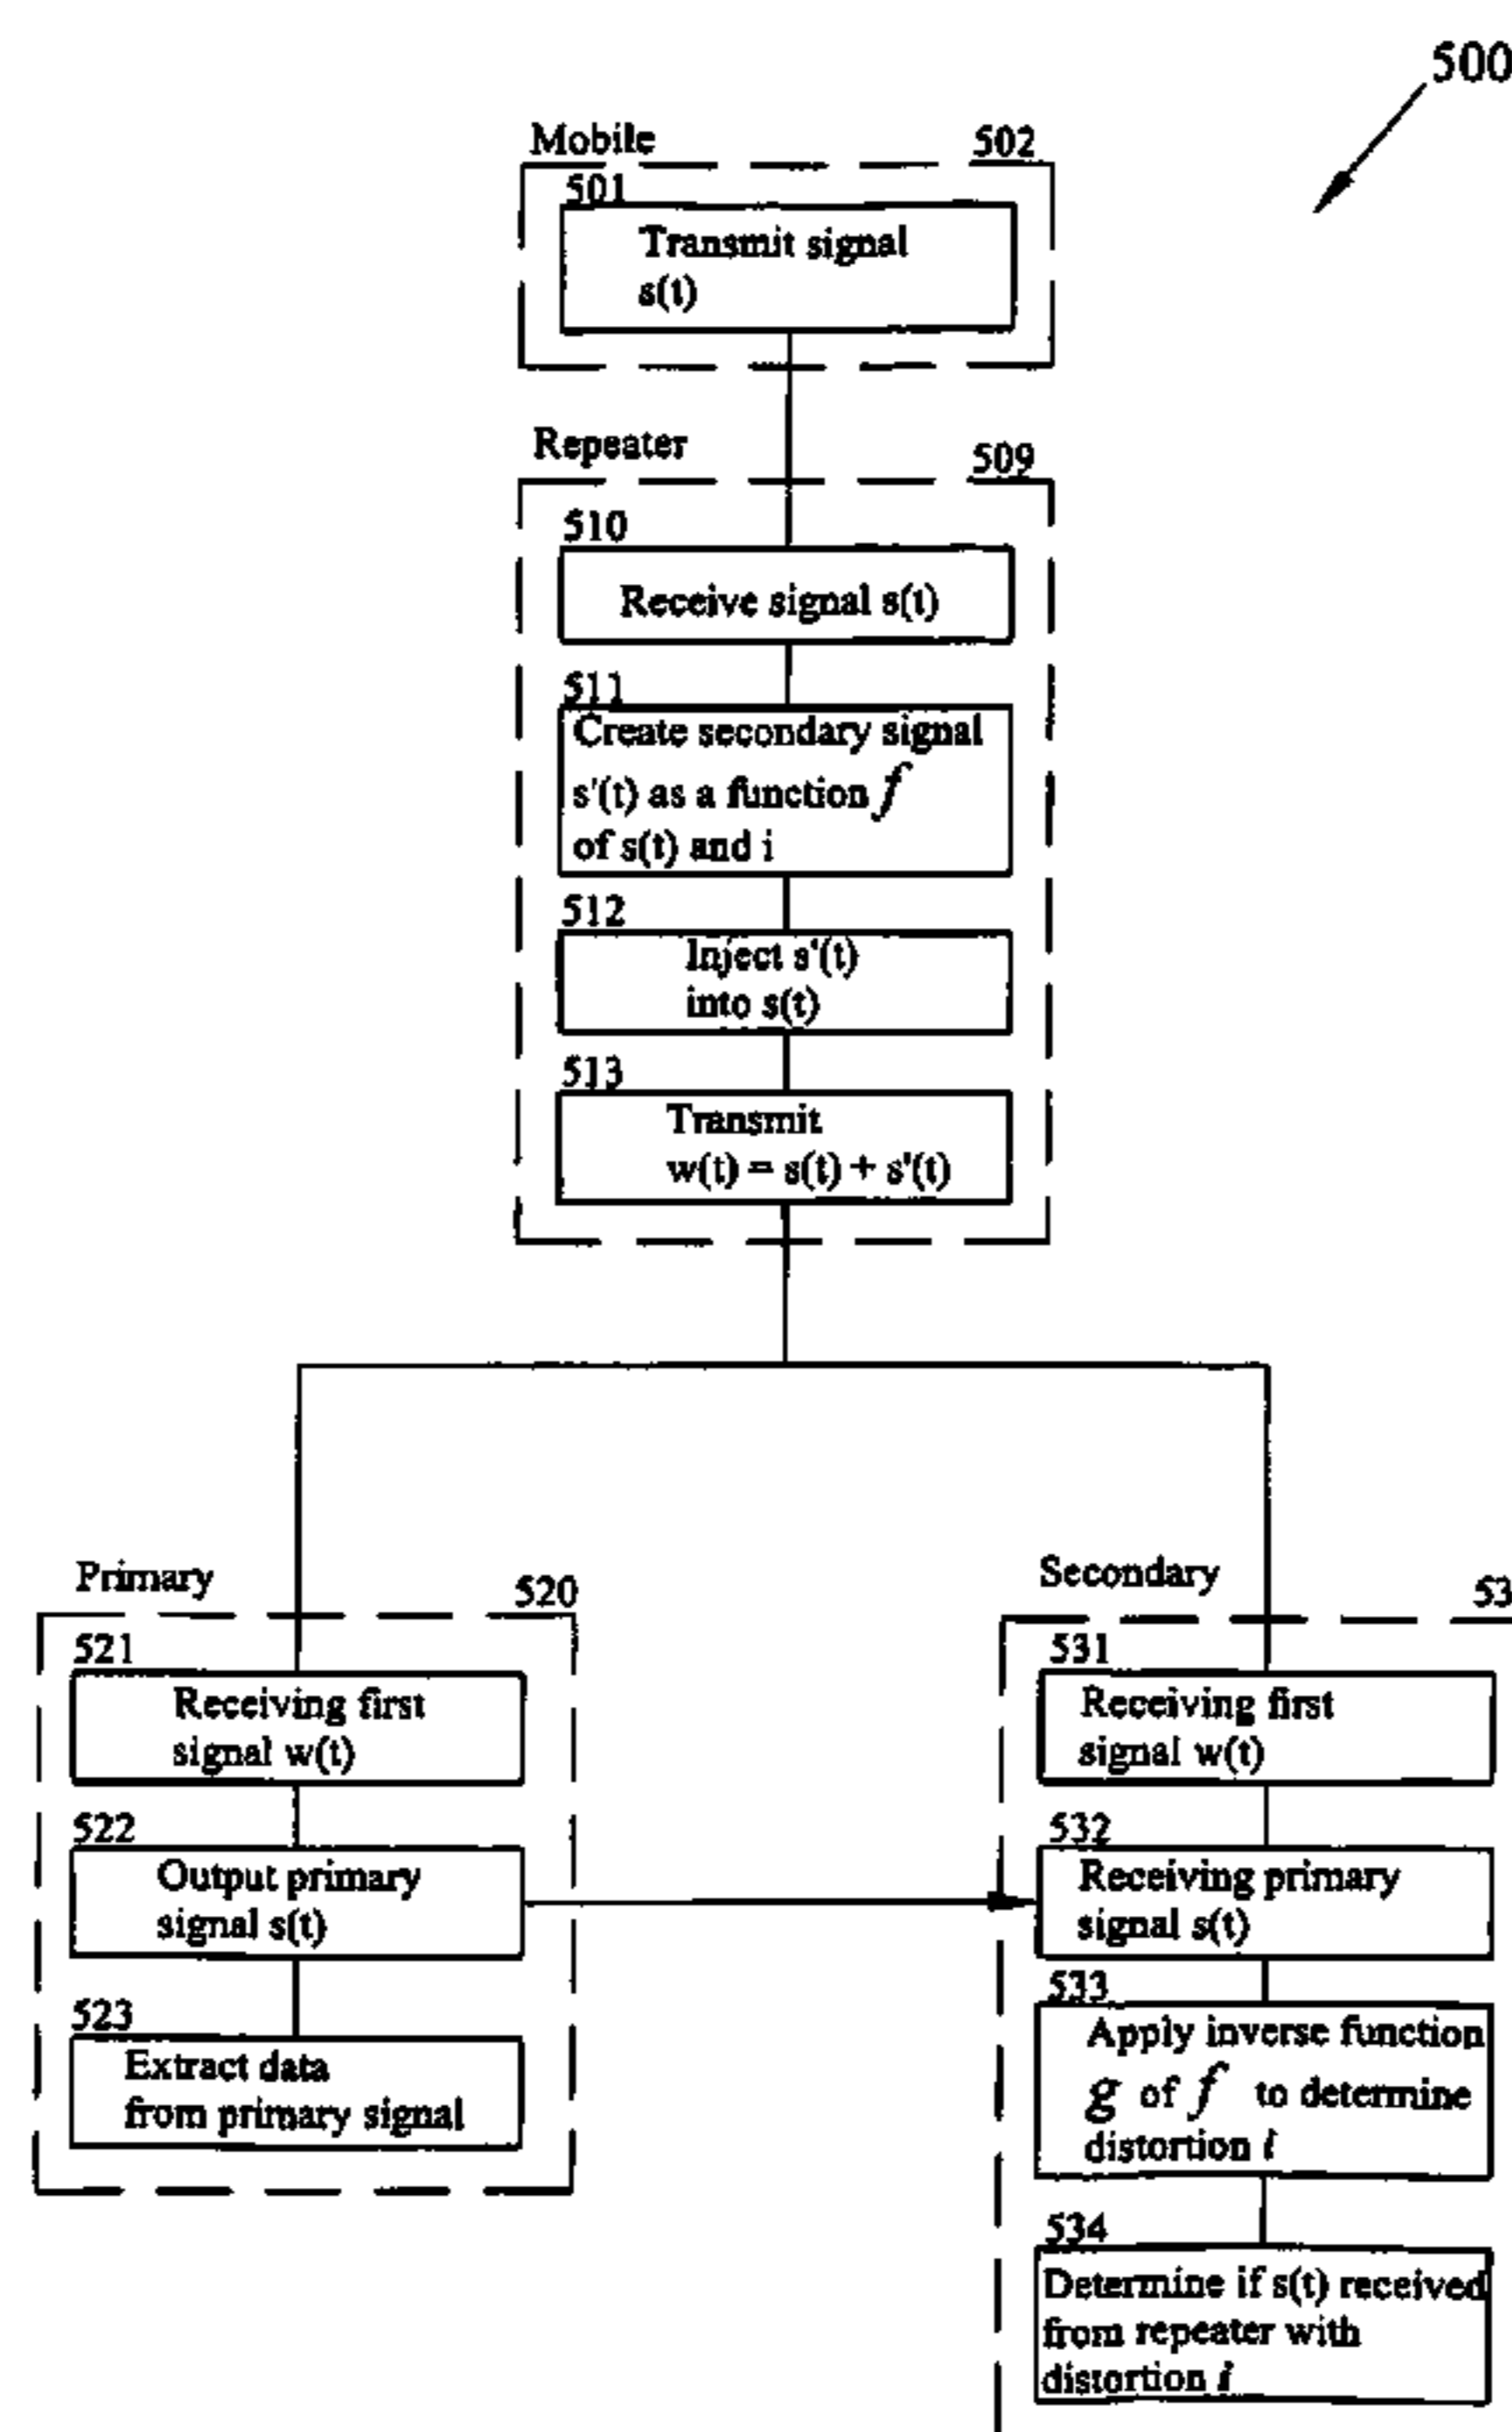 500
Mobile
502
501
Transmit signal
s(t)
Repeater
509
510
Receive signal s(t)
511
Create secondary signal
s'(t) as a function f
of s(t) and i
512
Inject s'(t)
into s(t)
513
Transmit
w(t) = s(t) + s'(t)
Primary
520
521
Receiving first
signal w(t)
522
Output primary
signal s(t)
523
Extract data
from primary signal
Secondary
53
531
Receiving first
signal w(t)
532
Receiving primary
signal s(t)
533
Apply inverse function
g of f to determine
distortion i
534
Determine if s(t) received
from repeater with
distortion i